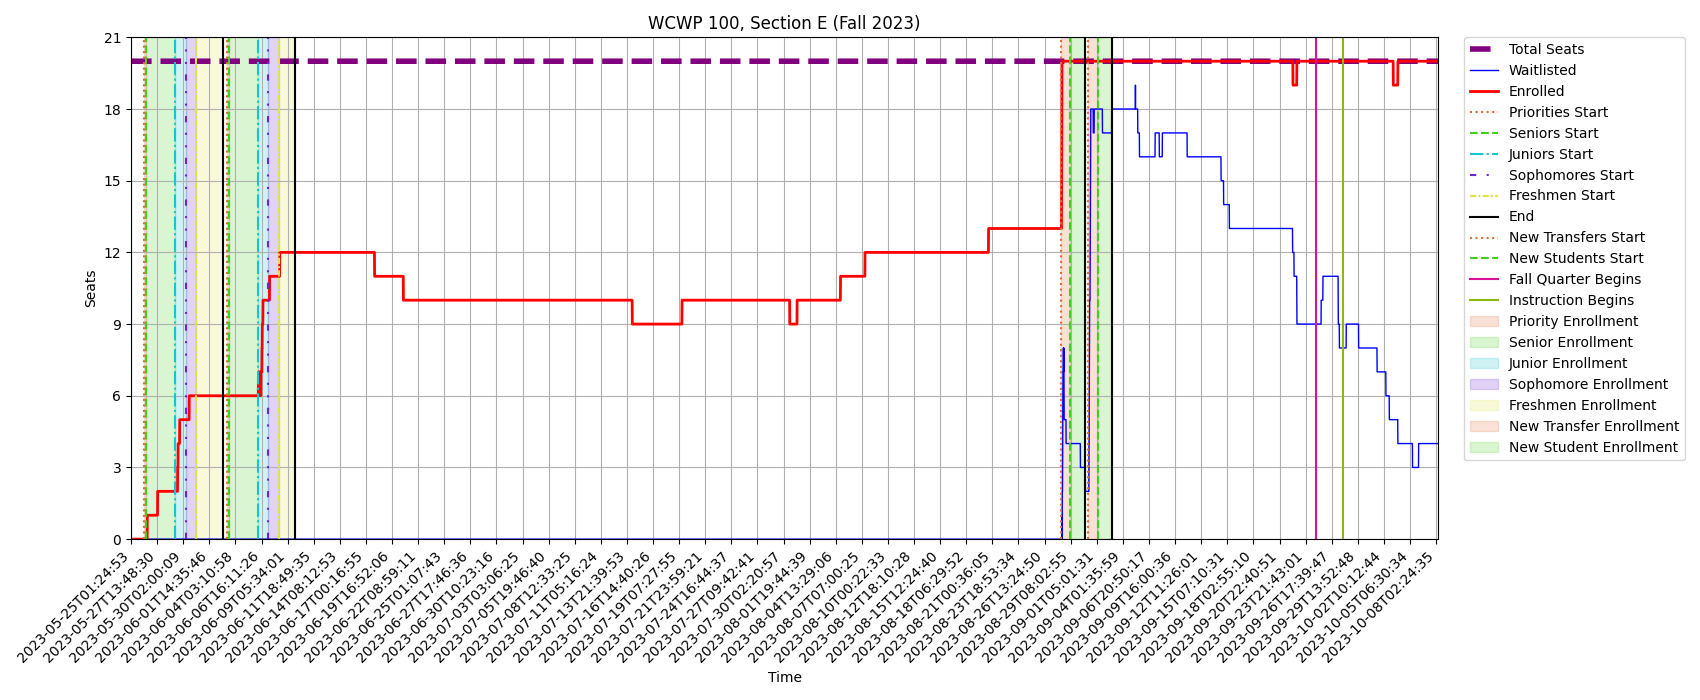 WCWP 100, Section E (Fall 2023)
21
18
15
12
9
6
3
0
Seats
2023-05-25T01:24:53
2023-05-27T13:48:30
2023-05-30T02:00:09
2023-06-01T14:35:46
2023-06-04T03:10:58
2023-06-06T16:11:26
2023-06-09T05:34:01
2023-06-11T18:49:35
2023-06-14T08:12:53
2023-06-17T00:16:55
2023-06-19T16:52:06
2023-06-22T08:59:11
2023-06-25T01:07:43
2023-06-27T17:46:36
2023-06-30T10:23:16
2023-07-03T03:06:25
2023-07-05T19:46:40
2023-07-08T12:33:25
2023-07-11T05:16:24
2023-07-13T21:39:53
2023-07-16T14:40:26
2023-07-19T07:27:55
2023-07-21T23:59:21
2023-07-24T16:44:37
2023-07-27T09:42:41
2023-07-30T02:20:57
2023-08-01T19:44:39
2023-08-04T13:29:06
2023-08-07T07:00:25
2023-08-10T00:22:33
2023-08-12T18:10:28
2023-08-15T12:24:40
2023-08-18T06:29:52
2023-08-21T00:36:05
2023-08-23T18:53:34
2023-08-26T13:24:50
2023-08-29T08:02:55
2023-09-01T05:01:31
2023-09-04T01:35:59
2023-09-06T20:50:17
2023-09-09T16:00:36
2023-09-12T11:26:01
2023-09-15T07:10:31
2023-09-18T02:55:10
2023-09-20T22:40:51
2023-09-23T21:43:01
2023-09-26T17:39:47
2023-09-29T13:52:48
2023-10-02T10:12:44
2023-10-05T06:30:34
2023-10-08T02:24:35
Time
Total Seats
Waitlisted
Enrolled
Priorities Start
Seniors Start
Juniors Start
Sophomores Start
Freshmen Start
End
New Transfers Start
New Students Start
Fall Quarter Begins
Instruction Begins
Priority Enrollment
Senior Enrollment
Junior Enrollment
Sophomore Enrollment
Freshmen Enrollment
New Transfer Enrollment
New Student Enrollment